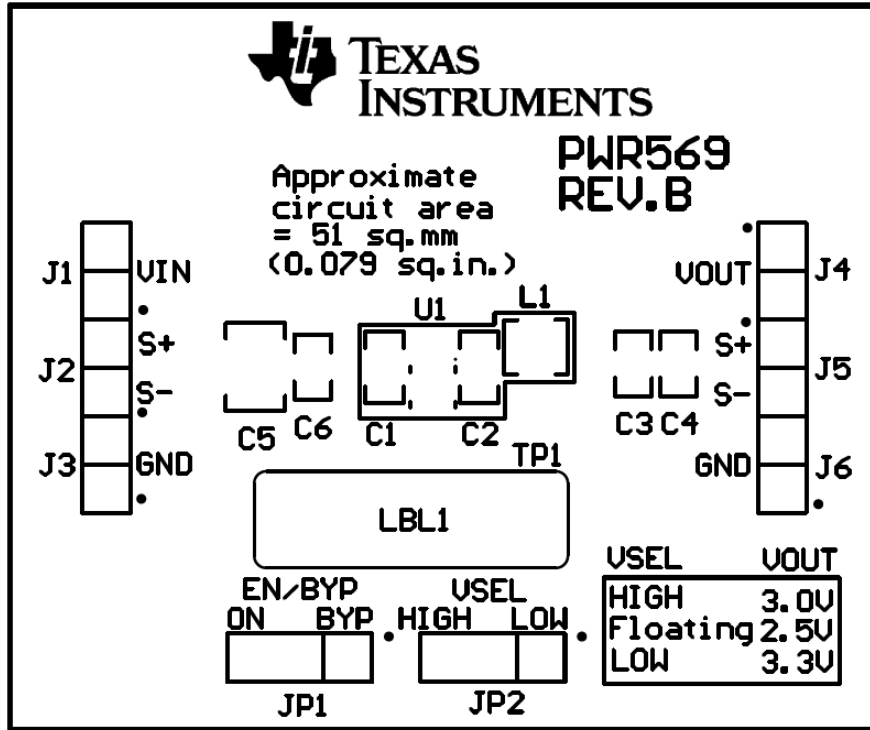 TEXAS
INSTRUMENTS
PWR569
REV.B
Approximate
circuit area
= 51 sq.mm
(0.079 sq.in.)
J1 VIN
VOUT J4
U1
L1
J2
S+
S-
S+
S-
J5
C5
C6
C1
C2
C3
C4
J3 GND
GND J6
TP1
LBL1
EN/BYP
ON BYP
JP1
VSEL
HIGH LOW
JP2
VSEL VOUT
HIGH 3.0V
Floating 2.5V
LOW 3.3V